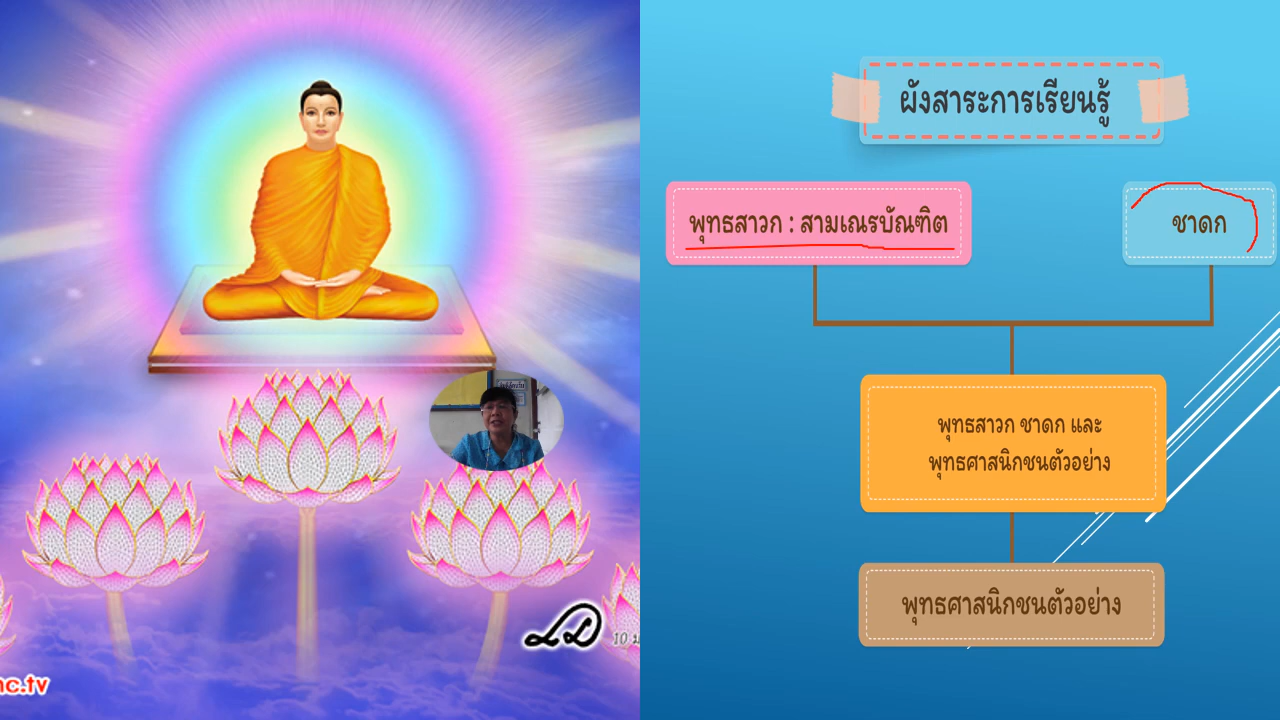 ผังสาระการเรียนรู้
พุทธสาวก : สามเณรบัณฑิต
ชาดก
พุทธสาวก ชาดก และ
พุทธศาสนิกชนตัวอย่าง
พุทธศาสนิกชนตัวอย่าง
10 ม
nc.tv